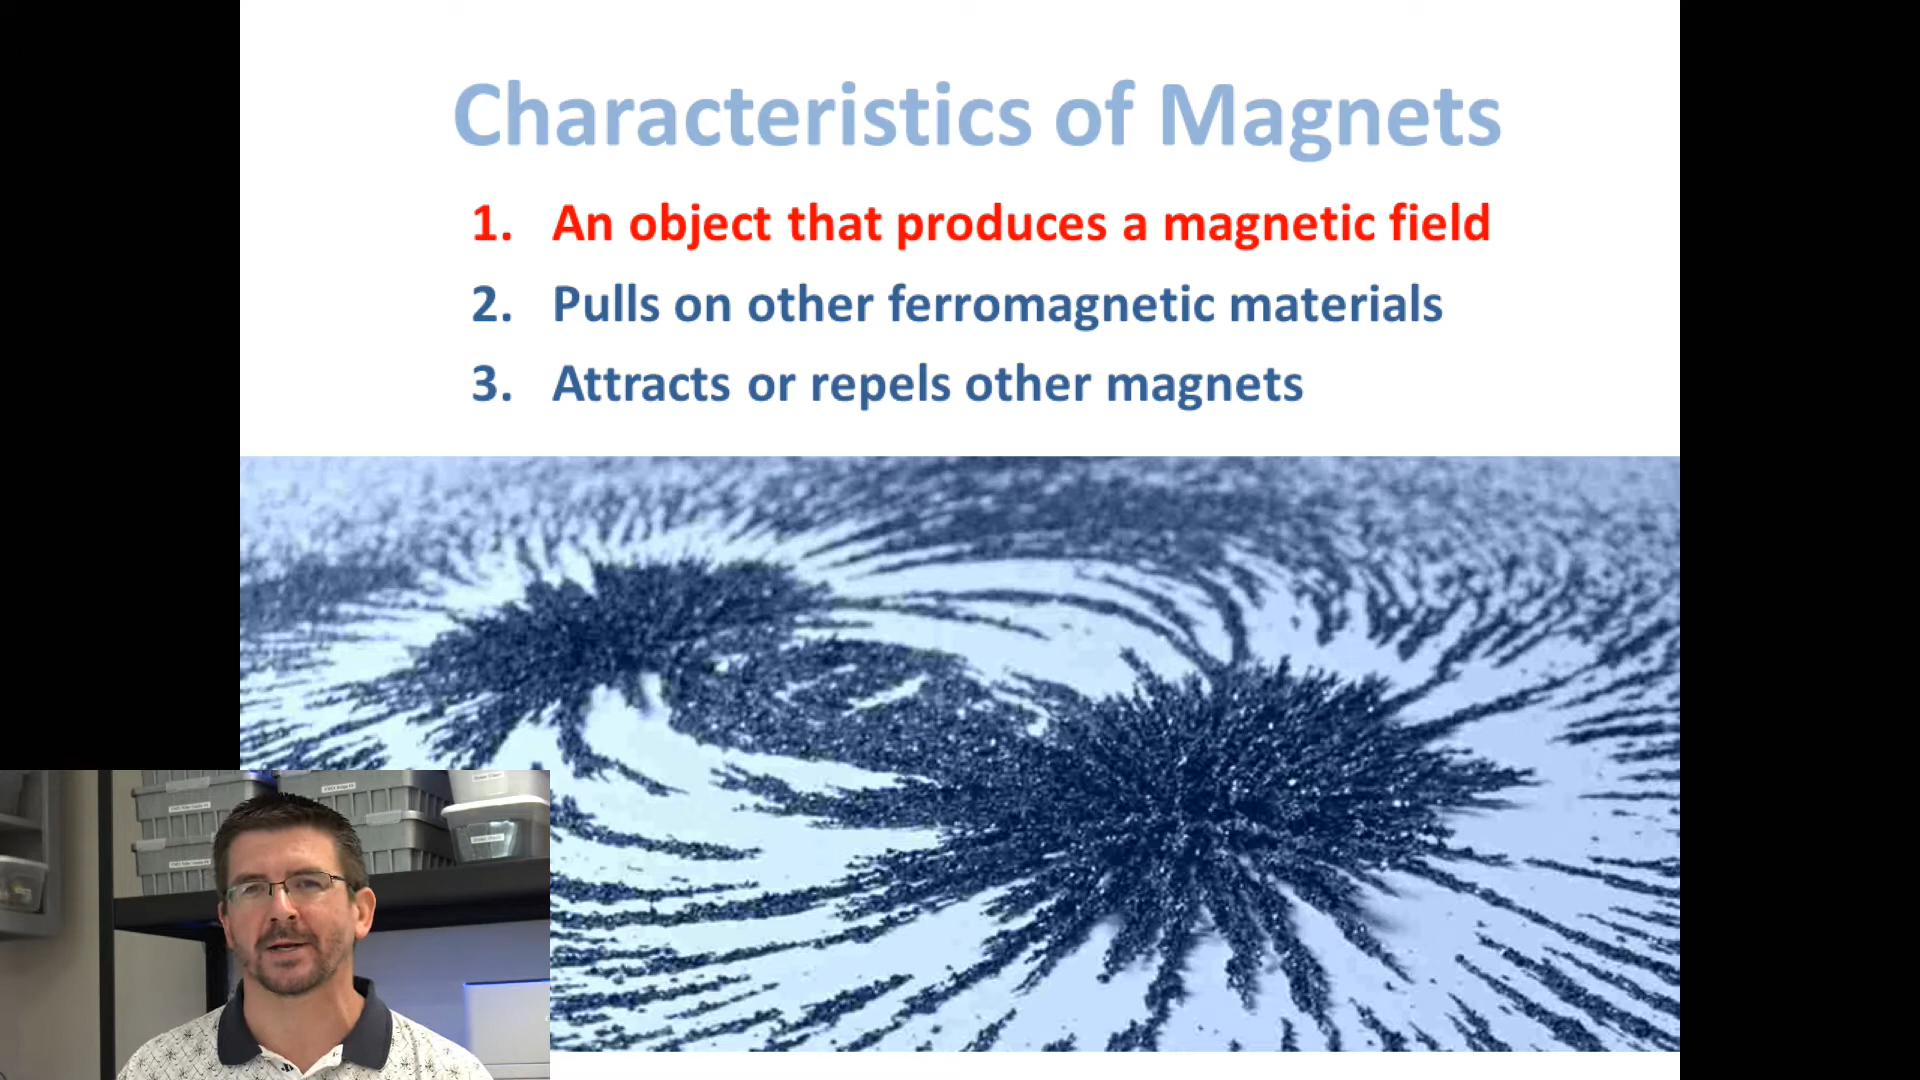 Characteristics of Magnets
1. An object that produces a magnetic field
2. Pulls on other ferromagnetic materials
3. Attracts or repels other magnets